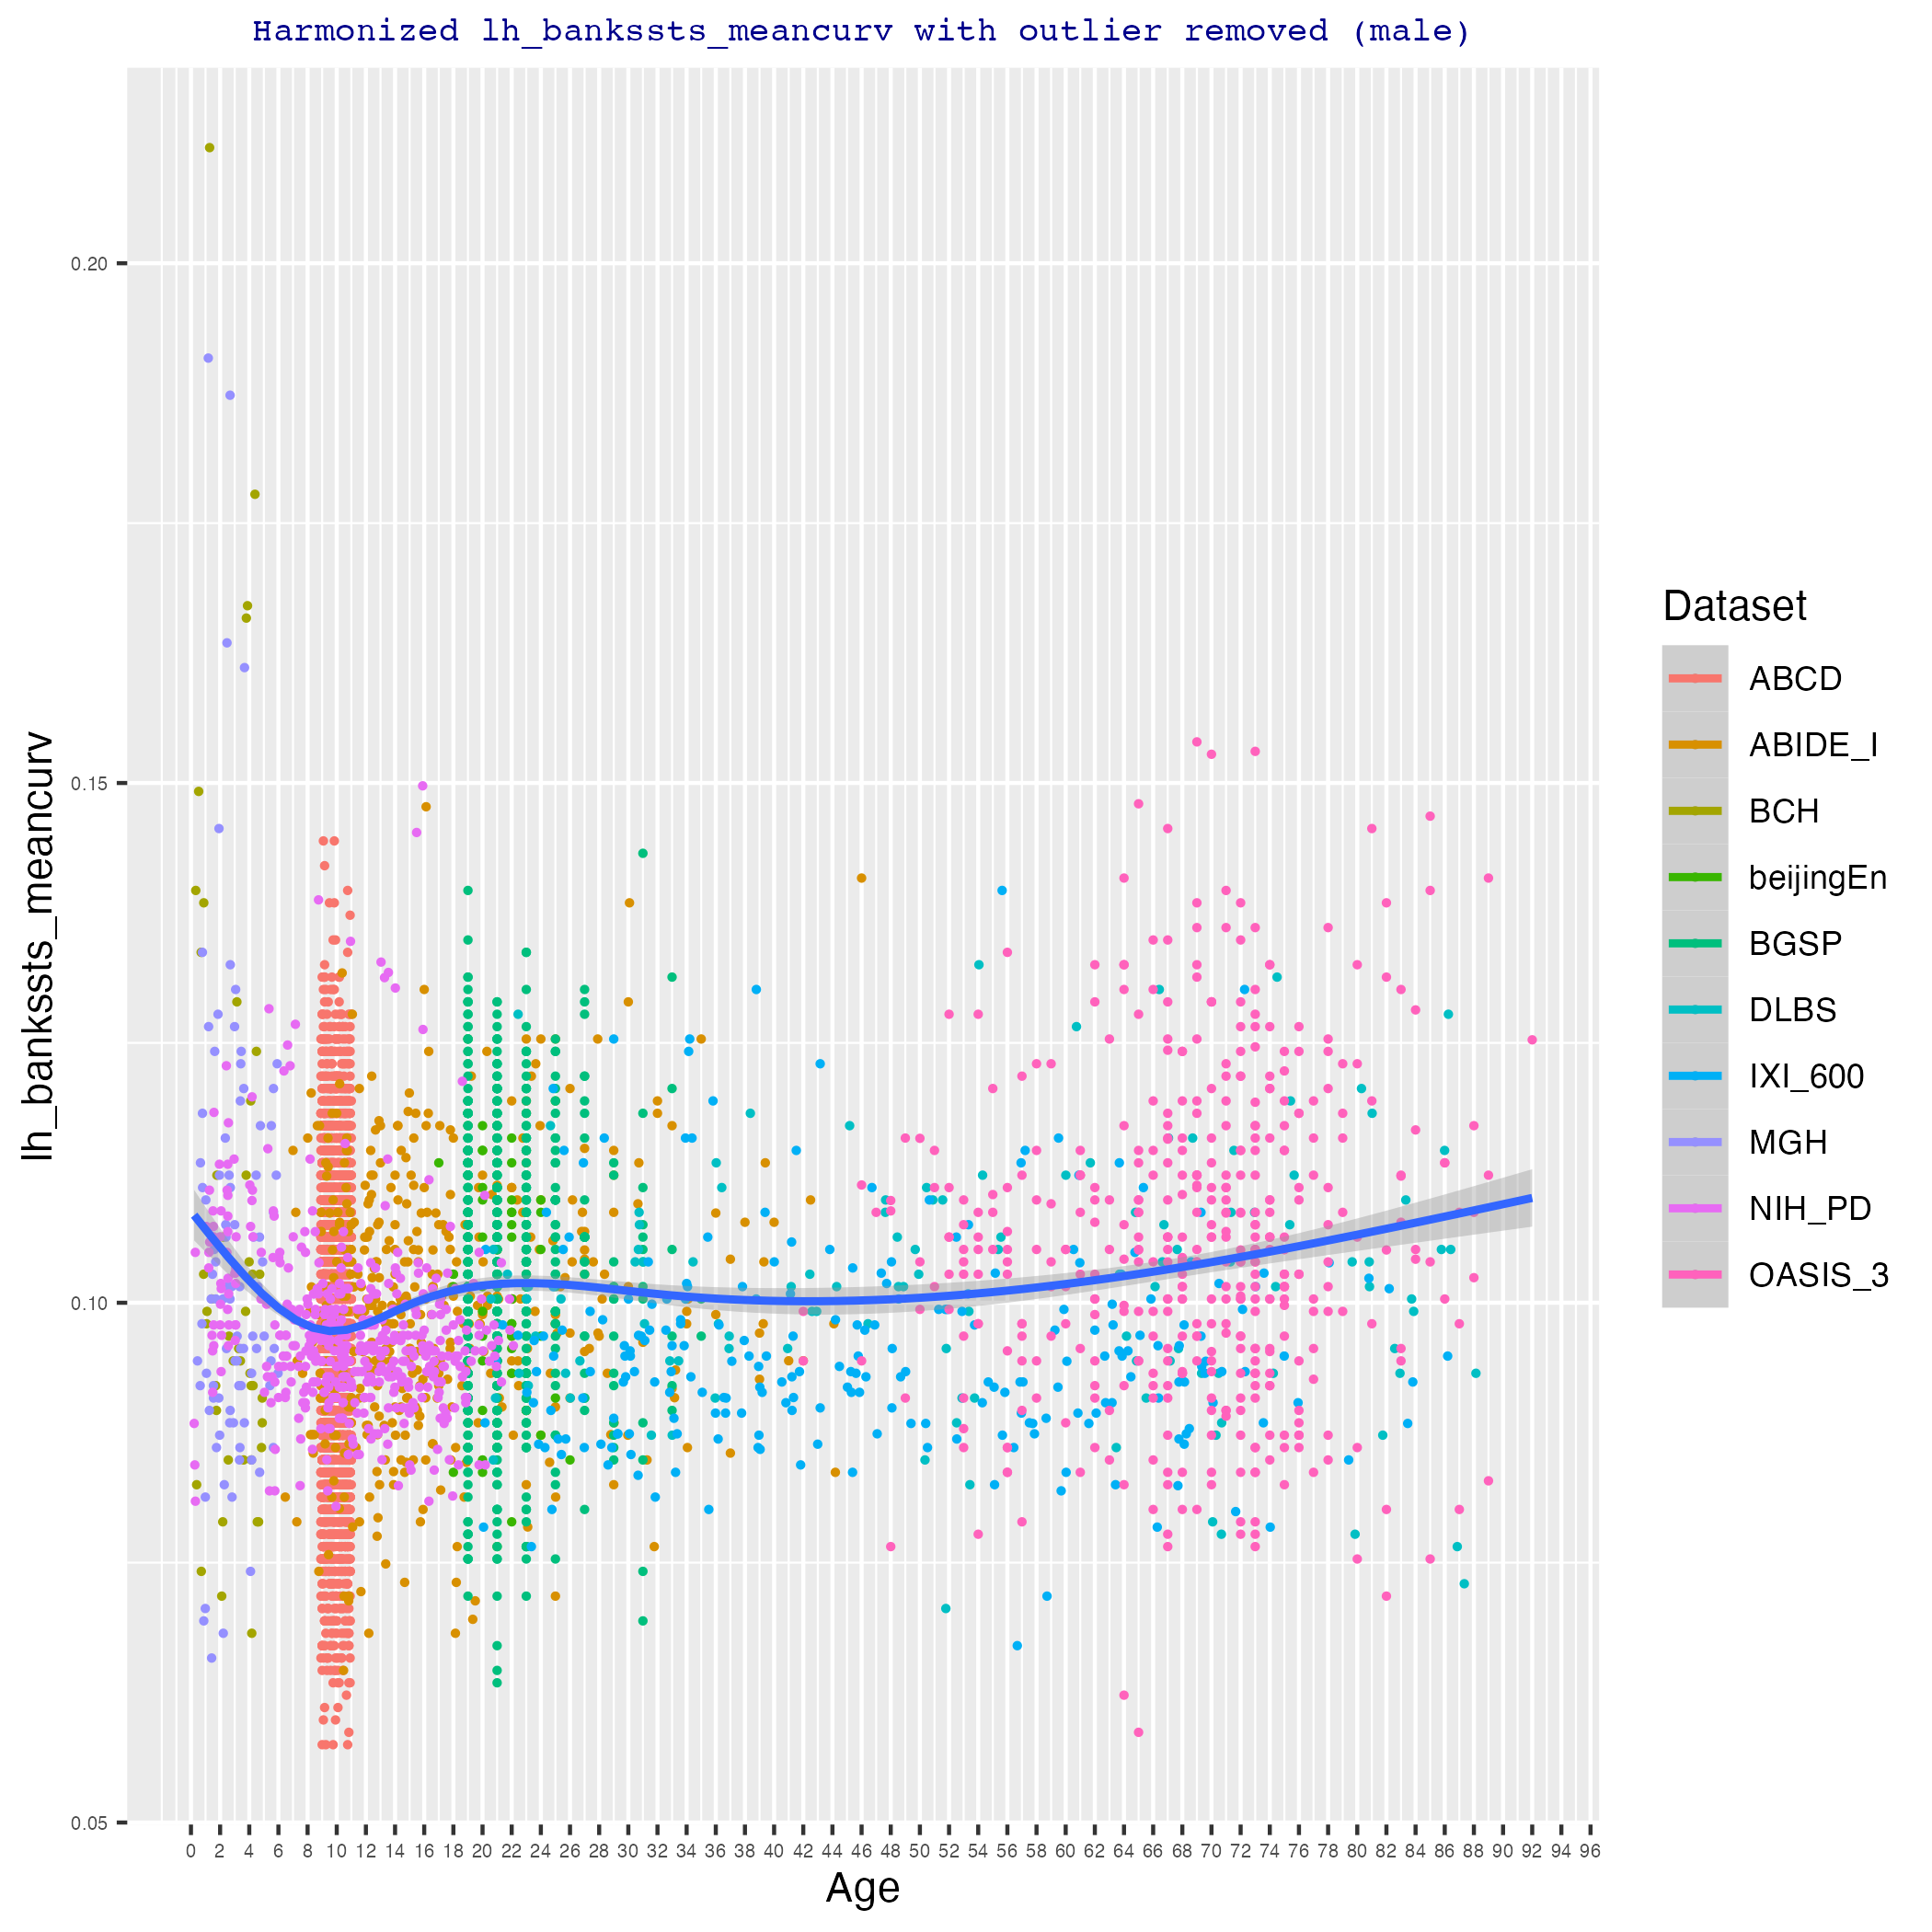 Harmonized lh_bankssts_meancurv with outlier removed (male)
lh_bankssts_meancurv
0.20
0.15
0.10
0.05
0 2 4 6 8 10 12 14 16 18 20 22 24 26 28 30 32 34 36 38 40 42 44 46 48 50 52 54 56 58 60 62 64 66 68 70 72 74 76 78 80 82 84 86 88 90 92 94 96
Age
Dataset
ABCD
ABIDE_I
BCH
beijingEn
BGSP
DLBS
IXI_600
MGH
NIH_PD
OASIS_3